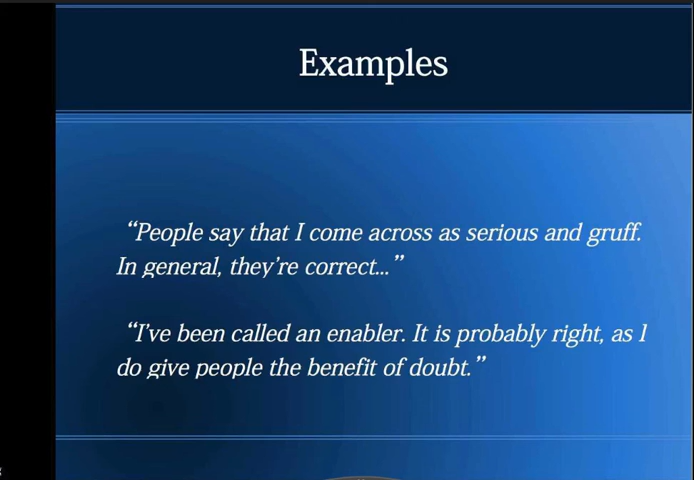 Examples
“People say that I come across as serious and gruff.
In general, they’re correct...”
“I’ve been called an enabler. It is probably right, as I
do give people the benefit of doubt.”